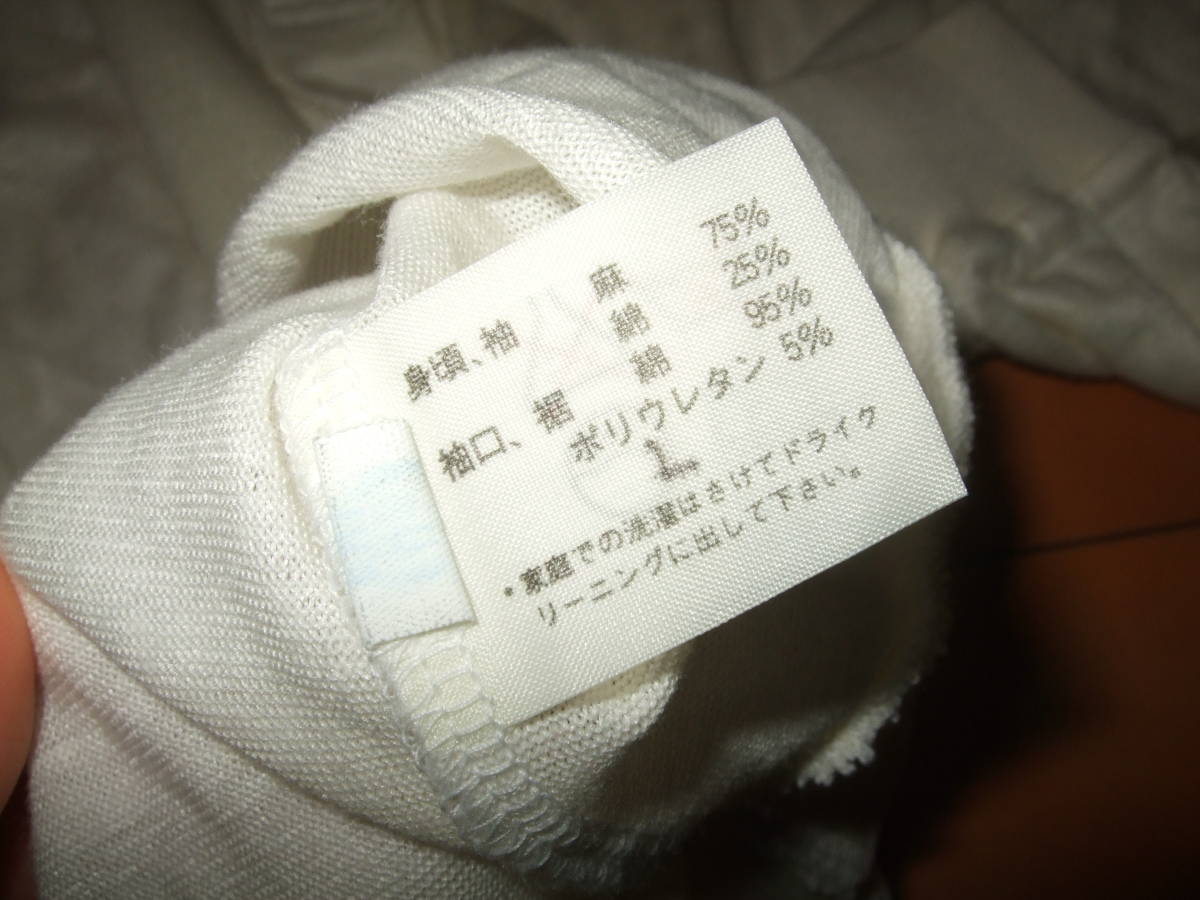 身頃、袖 麻 75%
綿 25%
袖口、裾 綿 95%
ポリウレタン 5%
L
・家庭での洗濯はさけてドライク
リーニングに出して下さい。